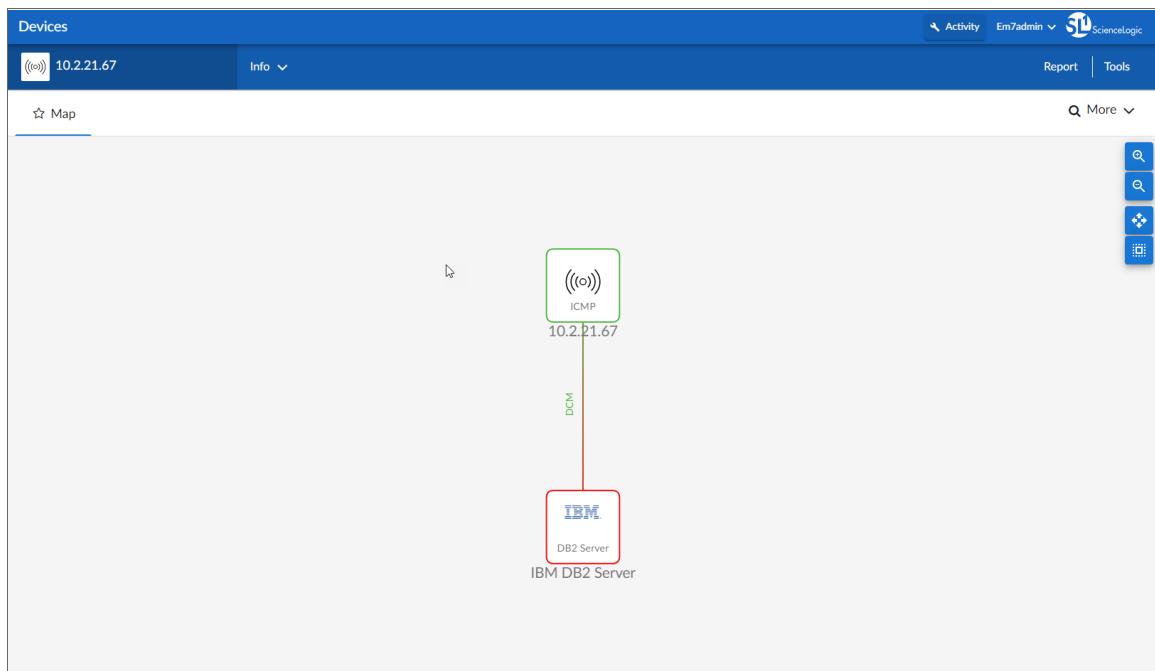 Devices
Activity
Em7admin
SL1 ScienceLogic
10.2.21.67
Info
Report
Tools
Map
More
ICMP
10.2.21.67
DCM
IBM
DB2 Server
IBM DB2 Server